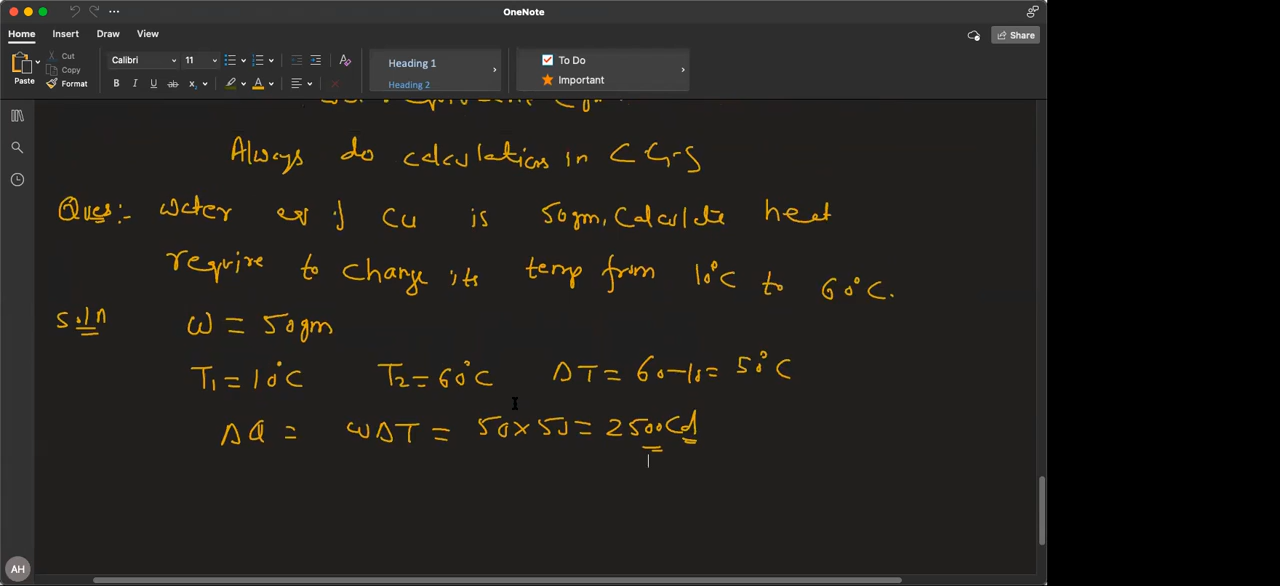 OneNote
Home Insert Draw View
Share
Paste
Cut
Copy
Format
Calibri 11
B I U ab x A
Heading 1
Heading 2
To Do
Important
Always do calculations in CGS
Ques:- Water eq of Cu is 50gm. Calculate heat
require to change its temp from 10°C to 60°C.
Soln W = 50gm
T1 = 10°C T2 = 60°C ΔT = 60-10 = 50°C
ΔQ = WΔT = 50×50 = 2500Cal
AH